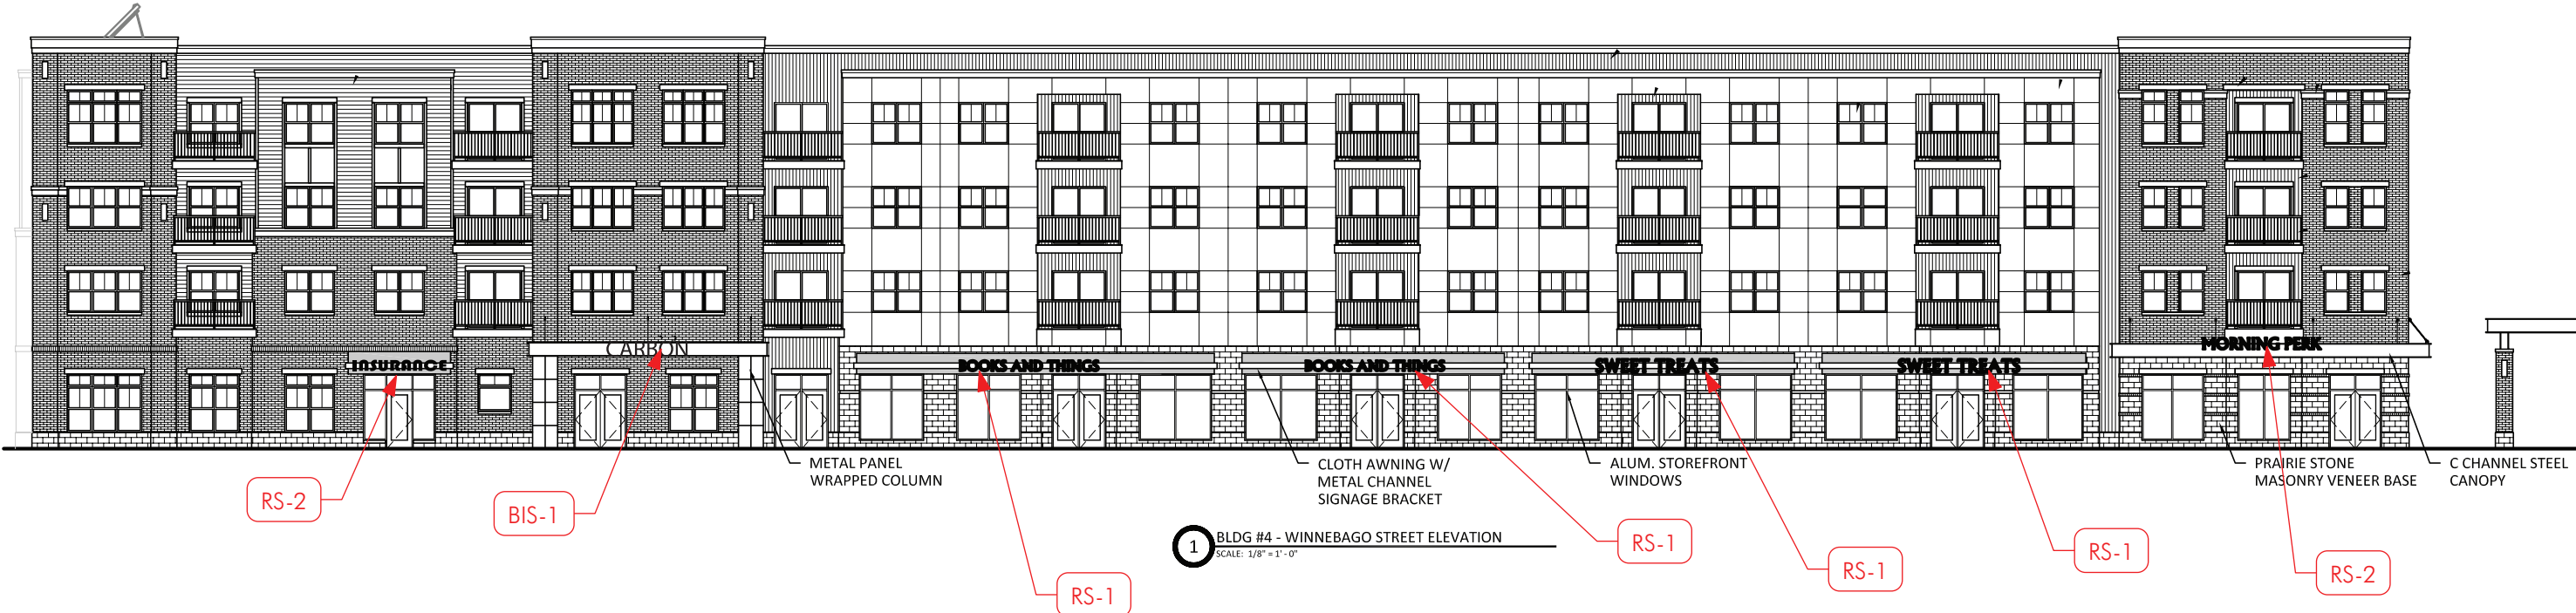 CARBON
INSURANCE
BOOKS AND THINGS
BOOKS AND THINGS
SWEET TREATS
SWEET TREATS
MORNING PERK
METAL PANEL
WRAPPED COLUMN
CLOTH AWNING W/
METAL CHANNEL
SIGNAGE BRACKET
ALUM. STOREFRONT
WINDOWS
PRAIRIE STONE
MASONRY VENEER BASE
C CHANNEL STEEL
CANOPY
RS-2
BIS-1
1
BLDG #4 - WINNEBAGO STREET ELEVATION
SCALE: 1/8" = 1'-0"
RS-1
RS-1
RS-1
RS-1
RS-2